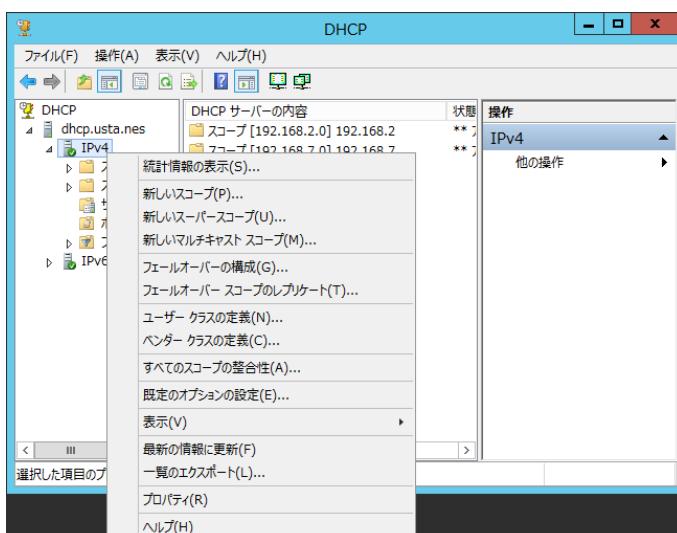 DHCP
ファイル(F) 操作(A) 表示(V) ヘルプ(H)
DHCP
dhcp.usta.nes
IPv4
IPv6
DHCP サーバーの内容 状態
スコープ [192.168.2.0] 192.168.2 **
スコープ [192.168.7.0] 192.168.7 **
操作
IPv4
他の操作
統計情報の表示(S)...
新しいスコープ(P)...
新しいスーパースコープ(U)...
新しいマルチキャスト スコープ(M)...
フェールオーバーの構成(G)...
フェールオーバー スコープのレプリケート(T)...
ユーザー クラスの定義(N)...
ベンダー クラスの定義(C)...
すべてのスコープの整合性(A)...
既定のオプションの設定(E)...
表示(V)
最新の情報に更新(F)
一覧のエクスポート(L)...
プロパティ(R)
ヘルプ(H)
選択した項目のプ